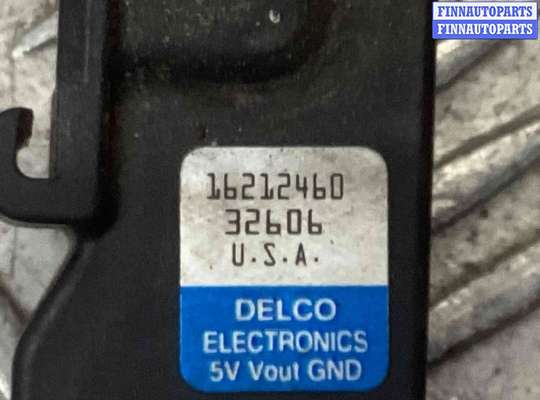 FINNAUTOPARTS
FINNAUTOPARTS
16212460
32606
U.S.A.
DELCO
ELECTRONICS
5V Vout GND